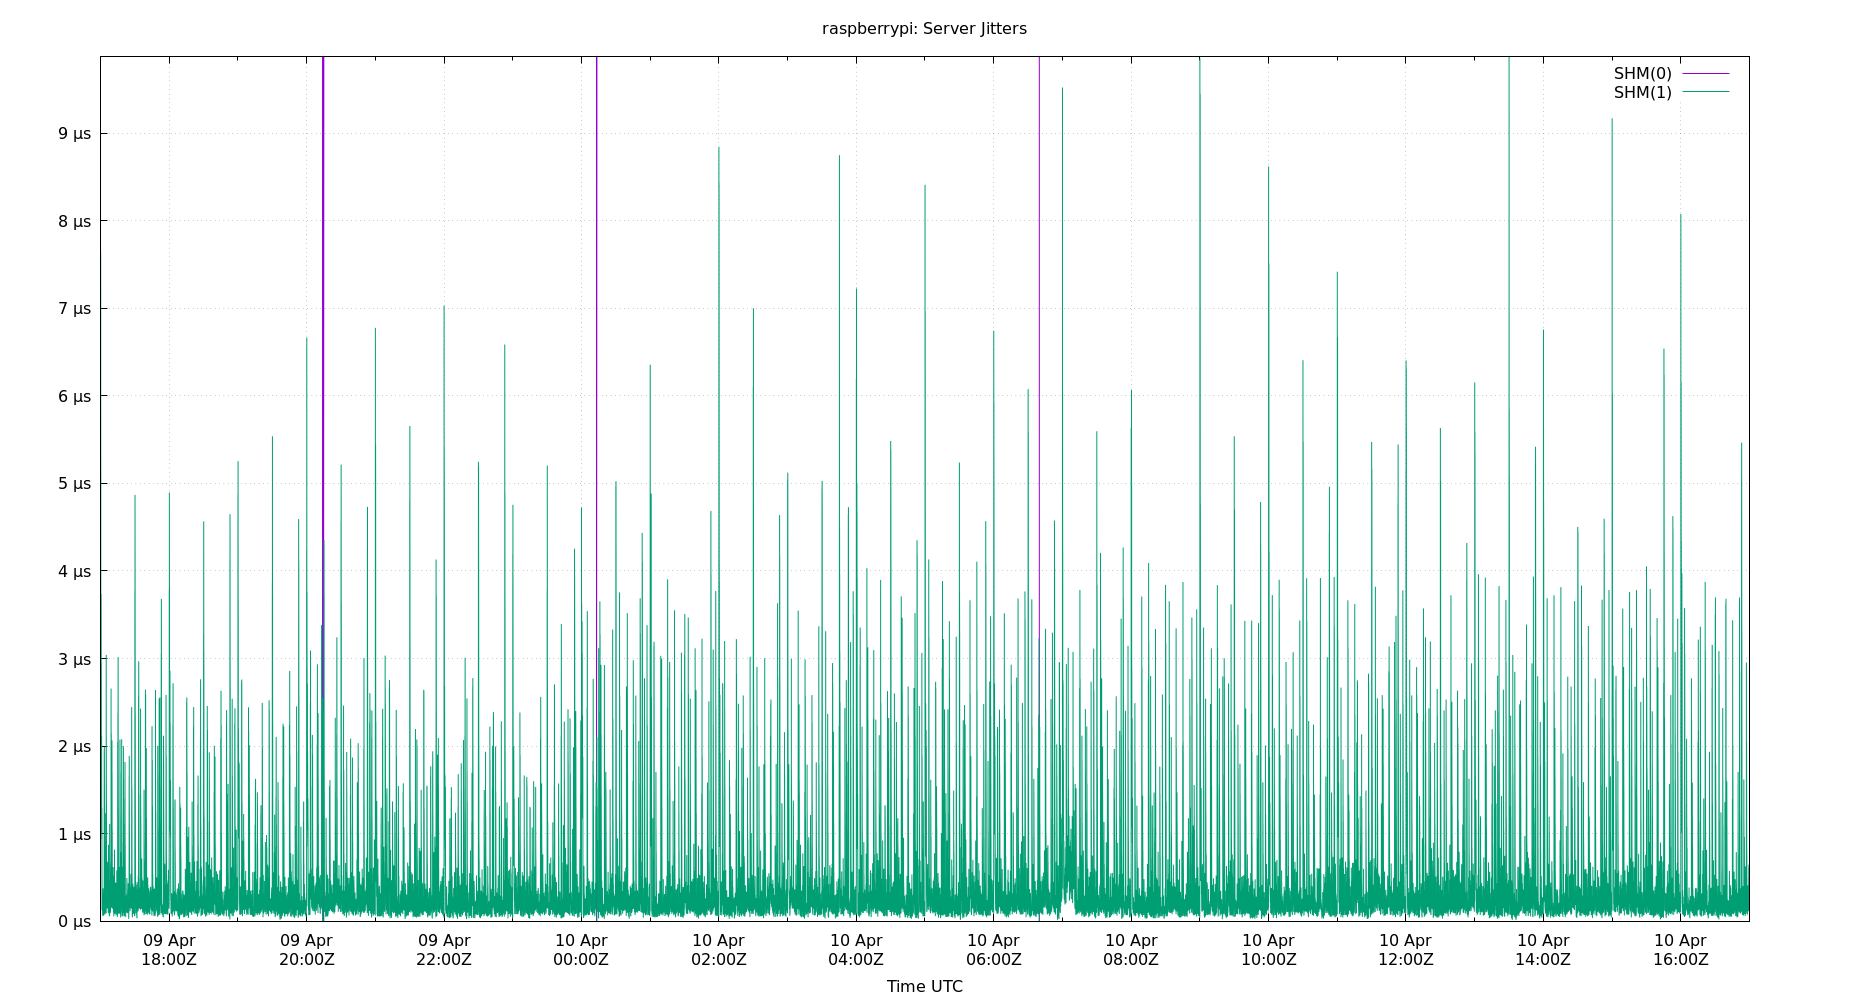 raspberrypi: Server Jitters
SHM(0)
SHM(1)
9 µs
8 µs
7 µs
6 µs
5 µs
4 µs
3 µs
2 µs
1 µs
0 µs
09 Apr 09 Apr 09 Apr 10 Apr 10 Apr 10 Apr 10 Apr 10 Apr 10 Apr 10 Apr 10 Apr 10 Apr
18:00Z 20:00Z 22:00Z 00:00Z 02:00Z 04:00Z 06:00Z 08:00Z 10:00Z 12:00Z 14:00Z 16:00Z
Time UTC